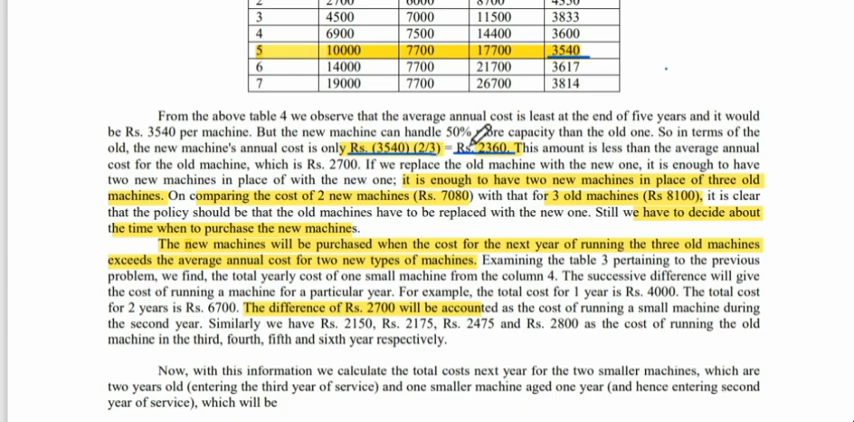 2 2700 6000 8700 4350
3 4500 7000 11500 3833
4 6900 7500 14400 3600
5 10000 7700 17700 3540
6 14000 7700 21700 3617
7 19000 7700 26700 3814
From the above table 4 we observe that the average annual cost is least at the end of five years and it would
be Rs. 3540 per machine. But the new machine can handle 50% more capacity than the old one. So in terms of the
old, the new machine's annual cost is only Rs. (3540) (2/3) = Rs. 2360. This amount is less than the average annual
cost for the old machine, which is Rs. 2700. If we replace the old machine with the new one, it is enough to have
two new machines in place of with the new one; it is enough to have two new machines in place of three old
machines. On comparing the cost of 2 new machines (Rs. 7080) with that for 3 old machines (Rs 8100), it is clear
that the policy should be that the old machines have to be replaced with the new one. Still we have to decide about
the time when to purchase the new machines.
The new machines will be purchased when the cost for the next year of running the three old machines
exceeds the average annual cost for two new types of machines. Examining the table 3 pertaining to the previous
problem, we find, the total yearly cost of one small machine from the column 4. The successive difference will give
the cost of running a machine for a particular year. For example, the total cost for 1 year is Rs. 4000. The total cost
for 2 years is Rs. 6700. The difference of Rs. 2700 will be accounted as the cost of running a small machine during
the second year. Similarly we have Rs. 2150, Rs. 2175, Rs. 2475 and Rs. 2800 as the cost of running the old
machine in the third, fourth, fifth and sixth year respectively.
Now, with this information we calculate the total costs next year for the two smaller machines, which are
two years old (entering the third year of service) and one smaller machine aged one year (and hence entering second
year of service), which will be